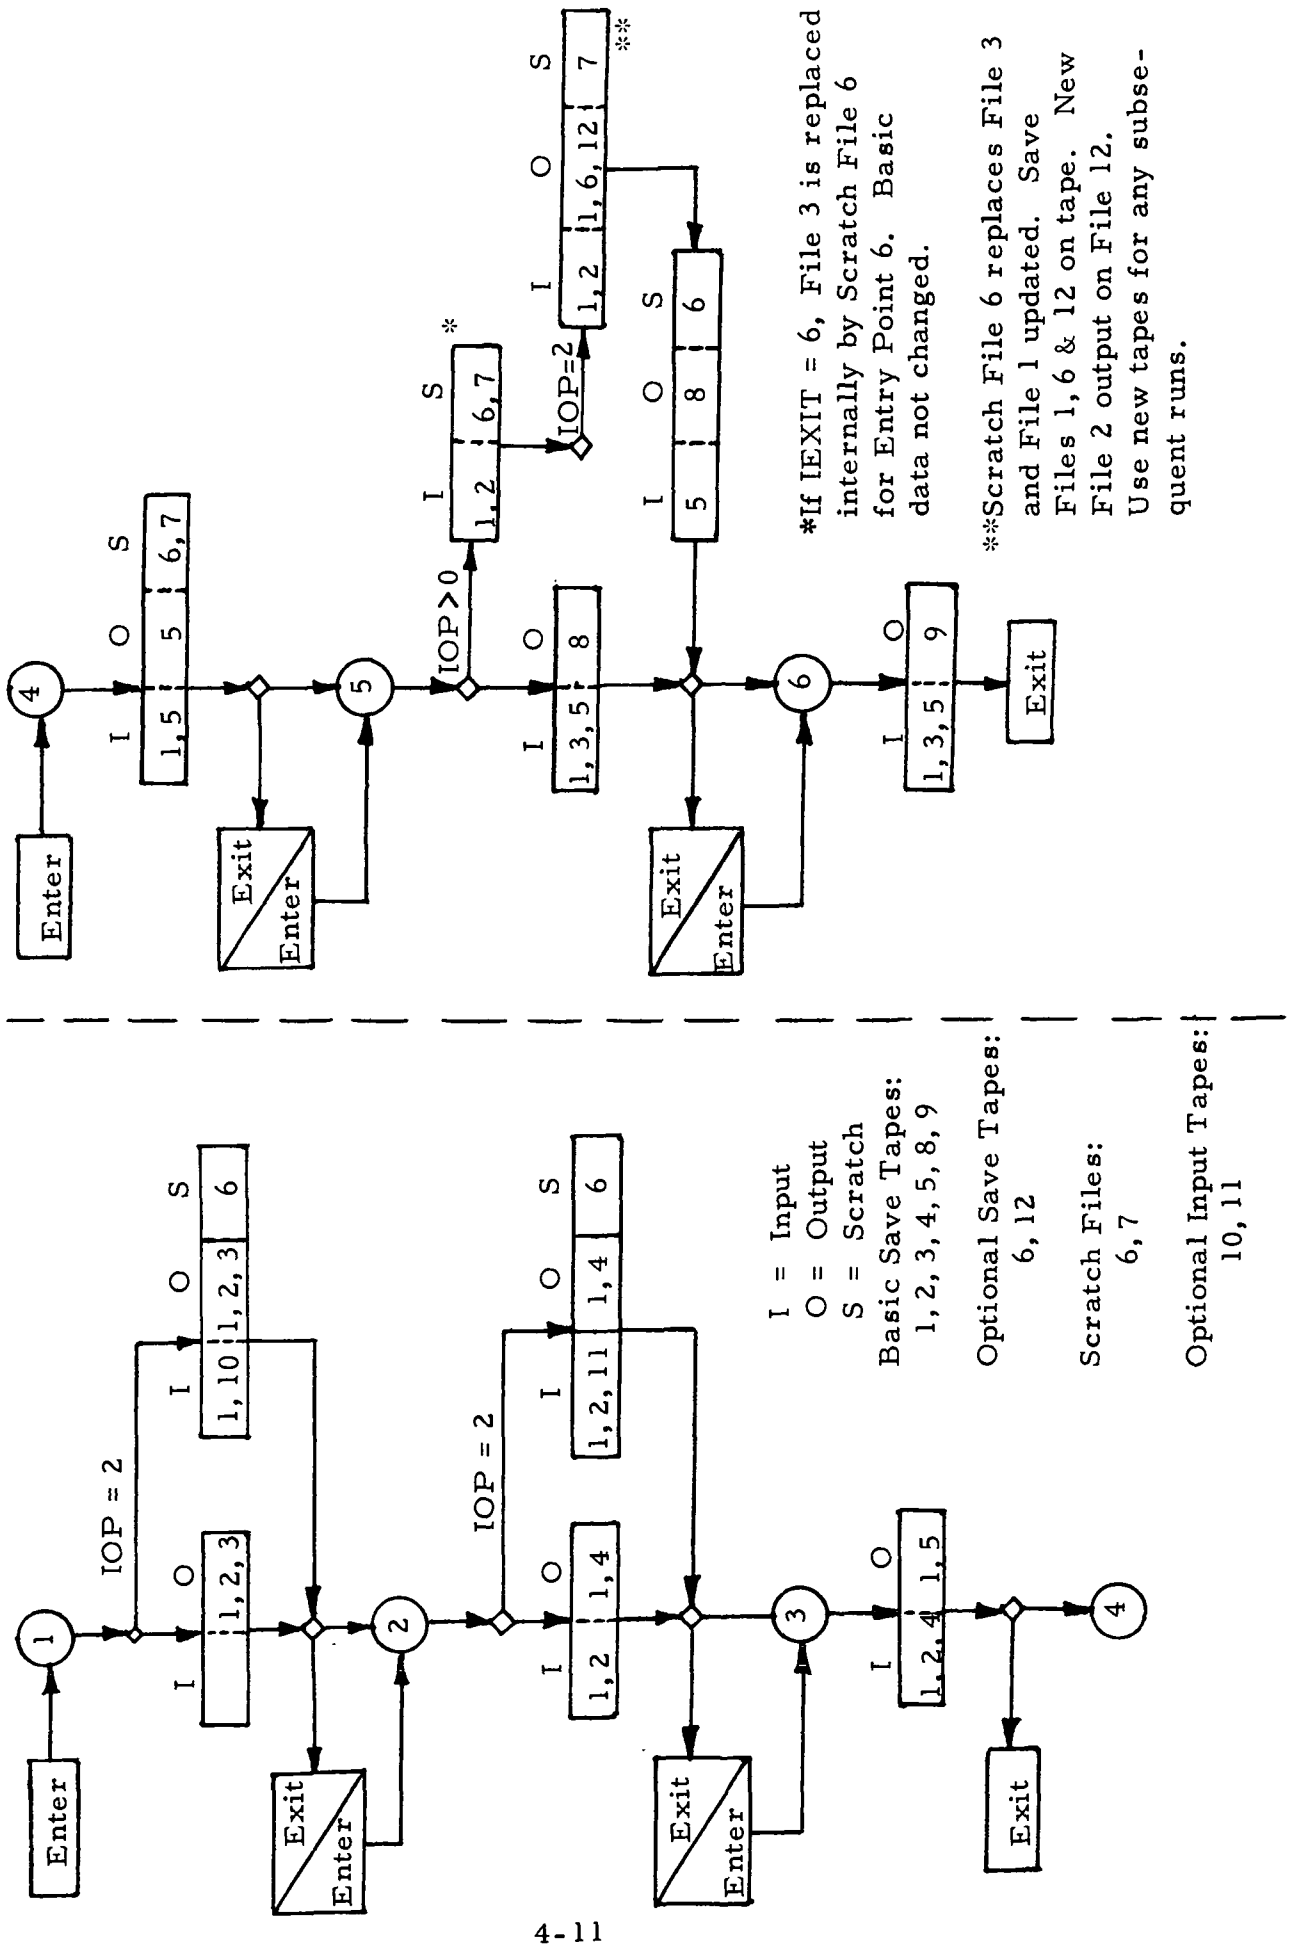 Enter
1
IOP = 2
I O
1, 2, 3
I O S
1, 10 1, 2, 3 6
Exit
Enter
2
IOP = 2
I O
1, 2 1, 4
I O S
1, 2, 11 1, 4 6
Exit
Enter
3
I O
1, 2, 4 1, 5
Exit
4
I = Input
O = Output
S = Scratch
Basic Save Tapes:
1, 2, 3, 4, 5, 8, 9
Optional Save Tapes:
6, 12
Scratch Files:
6, 7
Optional Input Tapes:
10, 11
Enter
4
I O S
1, 5 5 6, 7
Exit
Enter
5
IOP>0
I S *
1, 2 6, 7
IOP=2
I O S
1, 2 1, 6, 12 7
**
I O
1, 3, 5 8
I O S
5 8 6
Exit
Enter
6
I O
1, 3, 5 9
Exit
*If IEXIT = 6, File 3 is replaced
internally by Scratch File 6
for Entry Point 6. Basic
data not changed.
**Scratch File 6 replaces File 3
and File 1 updated. Save
Files 1, 6 & 12 on tape. New
File 2 output on File 12.
Use new tapes for any subse-
quent runs.
4-11